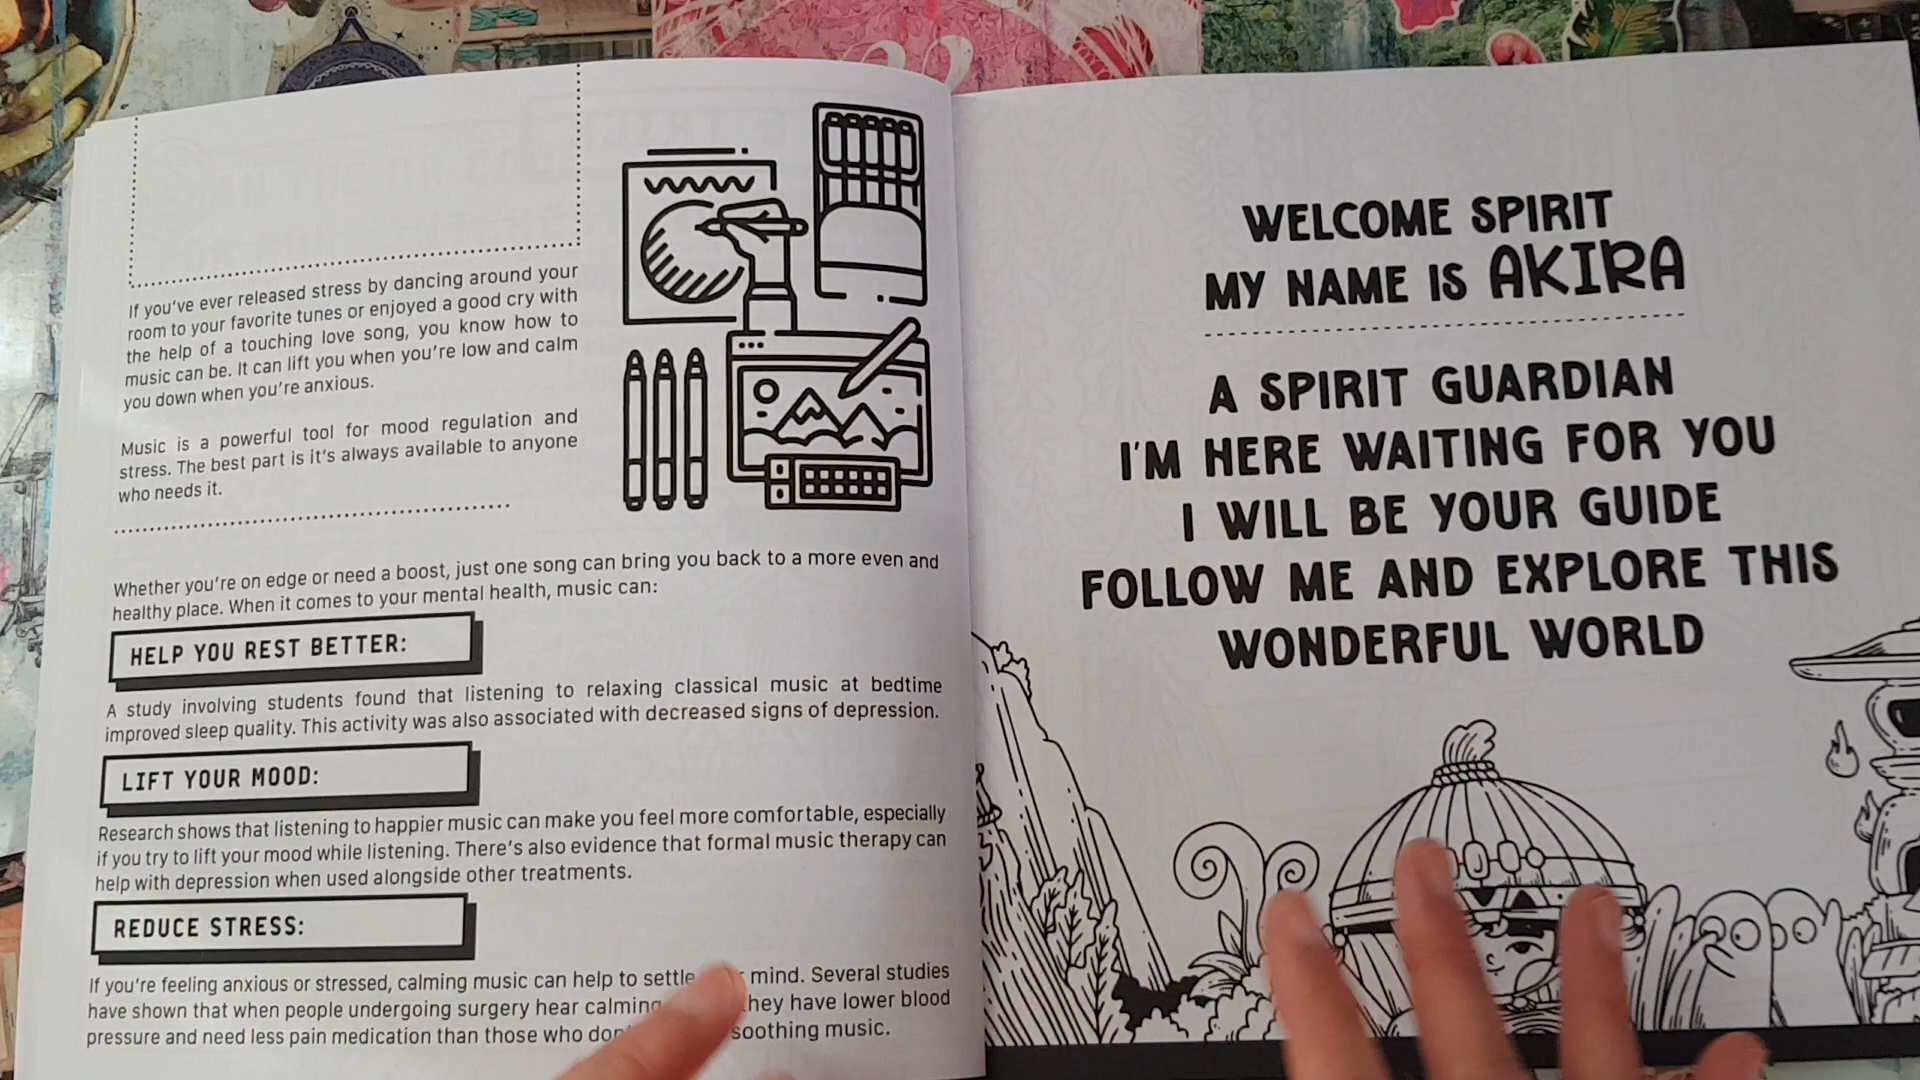 If you've ever released stress by dancing around your
room to your favorite tunes or enjoyed a good cry with
the help of a touching love song, you know how to
music can be. It can lift you when you're low and calm
you down when you're anxious.
Music is a powerful tool for mood regulation and
stress. The best part is it's always available to anyone
who needs it.
Whether you're on edge or need a boost, just one song can bring you back to a more even and
healthy place. When it comes to your mental health, music can:
HELP YOU REST BETTER:
A study involving students found that listening to relaxing classical music at bedtime
improved sleep quality. This activity was also associated with decreased signs of depression.
LIFT YOUR MOOD:
Research shows that listening to happier music can make you feel more comfortable, especially
if you try to lift your mood while listening. There's also evidence that formal music therapy can
help with depression when used alongside other treatments.
REDUCE STRESS:
If you're feeling anxious or stressed, calming music can help to settle mind. Several studies
have shown that when people undergoing surgery hear calming they have lower blood
pressure and need less pain medication than those who soothing music.
WELCOME SPIRIT
MY NAME IS AKIRA
A SPIRIT GUARDIAN
I'M HERE WAITING FOR YOU
I WILL BE YOUR GUIDE
FOLLOW ME AND EXPLORE THIS
WONDERFUL WORLD